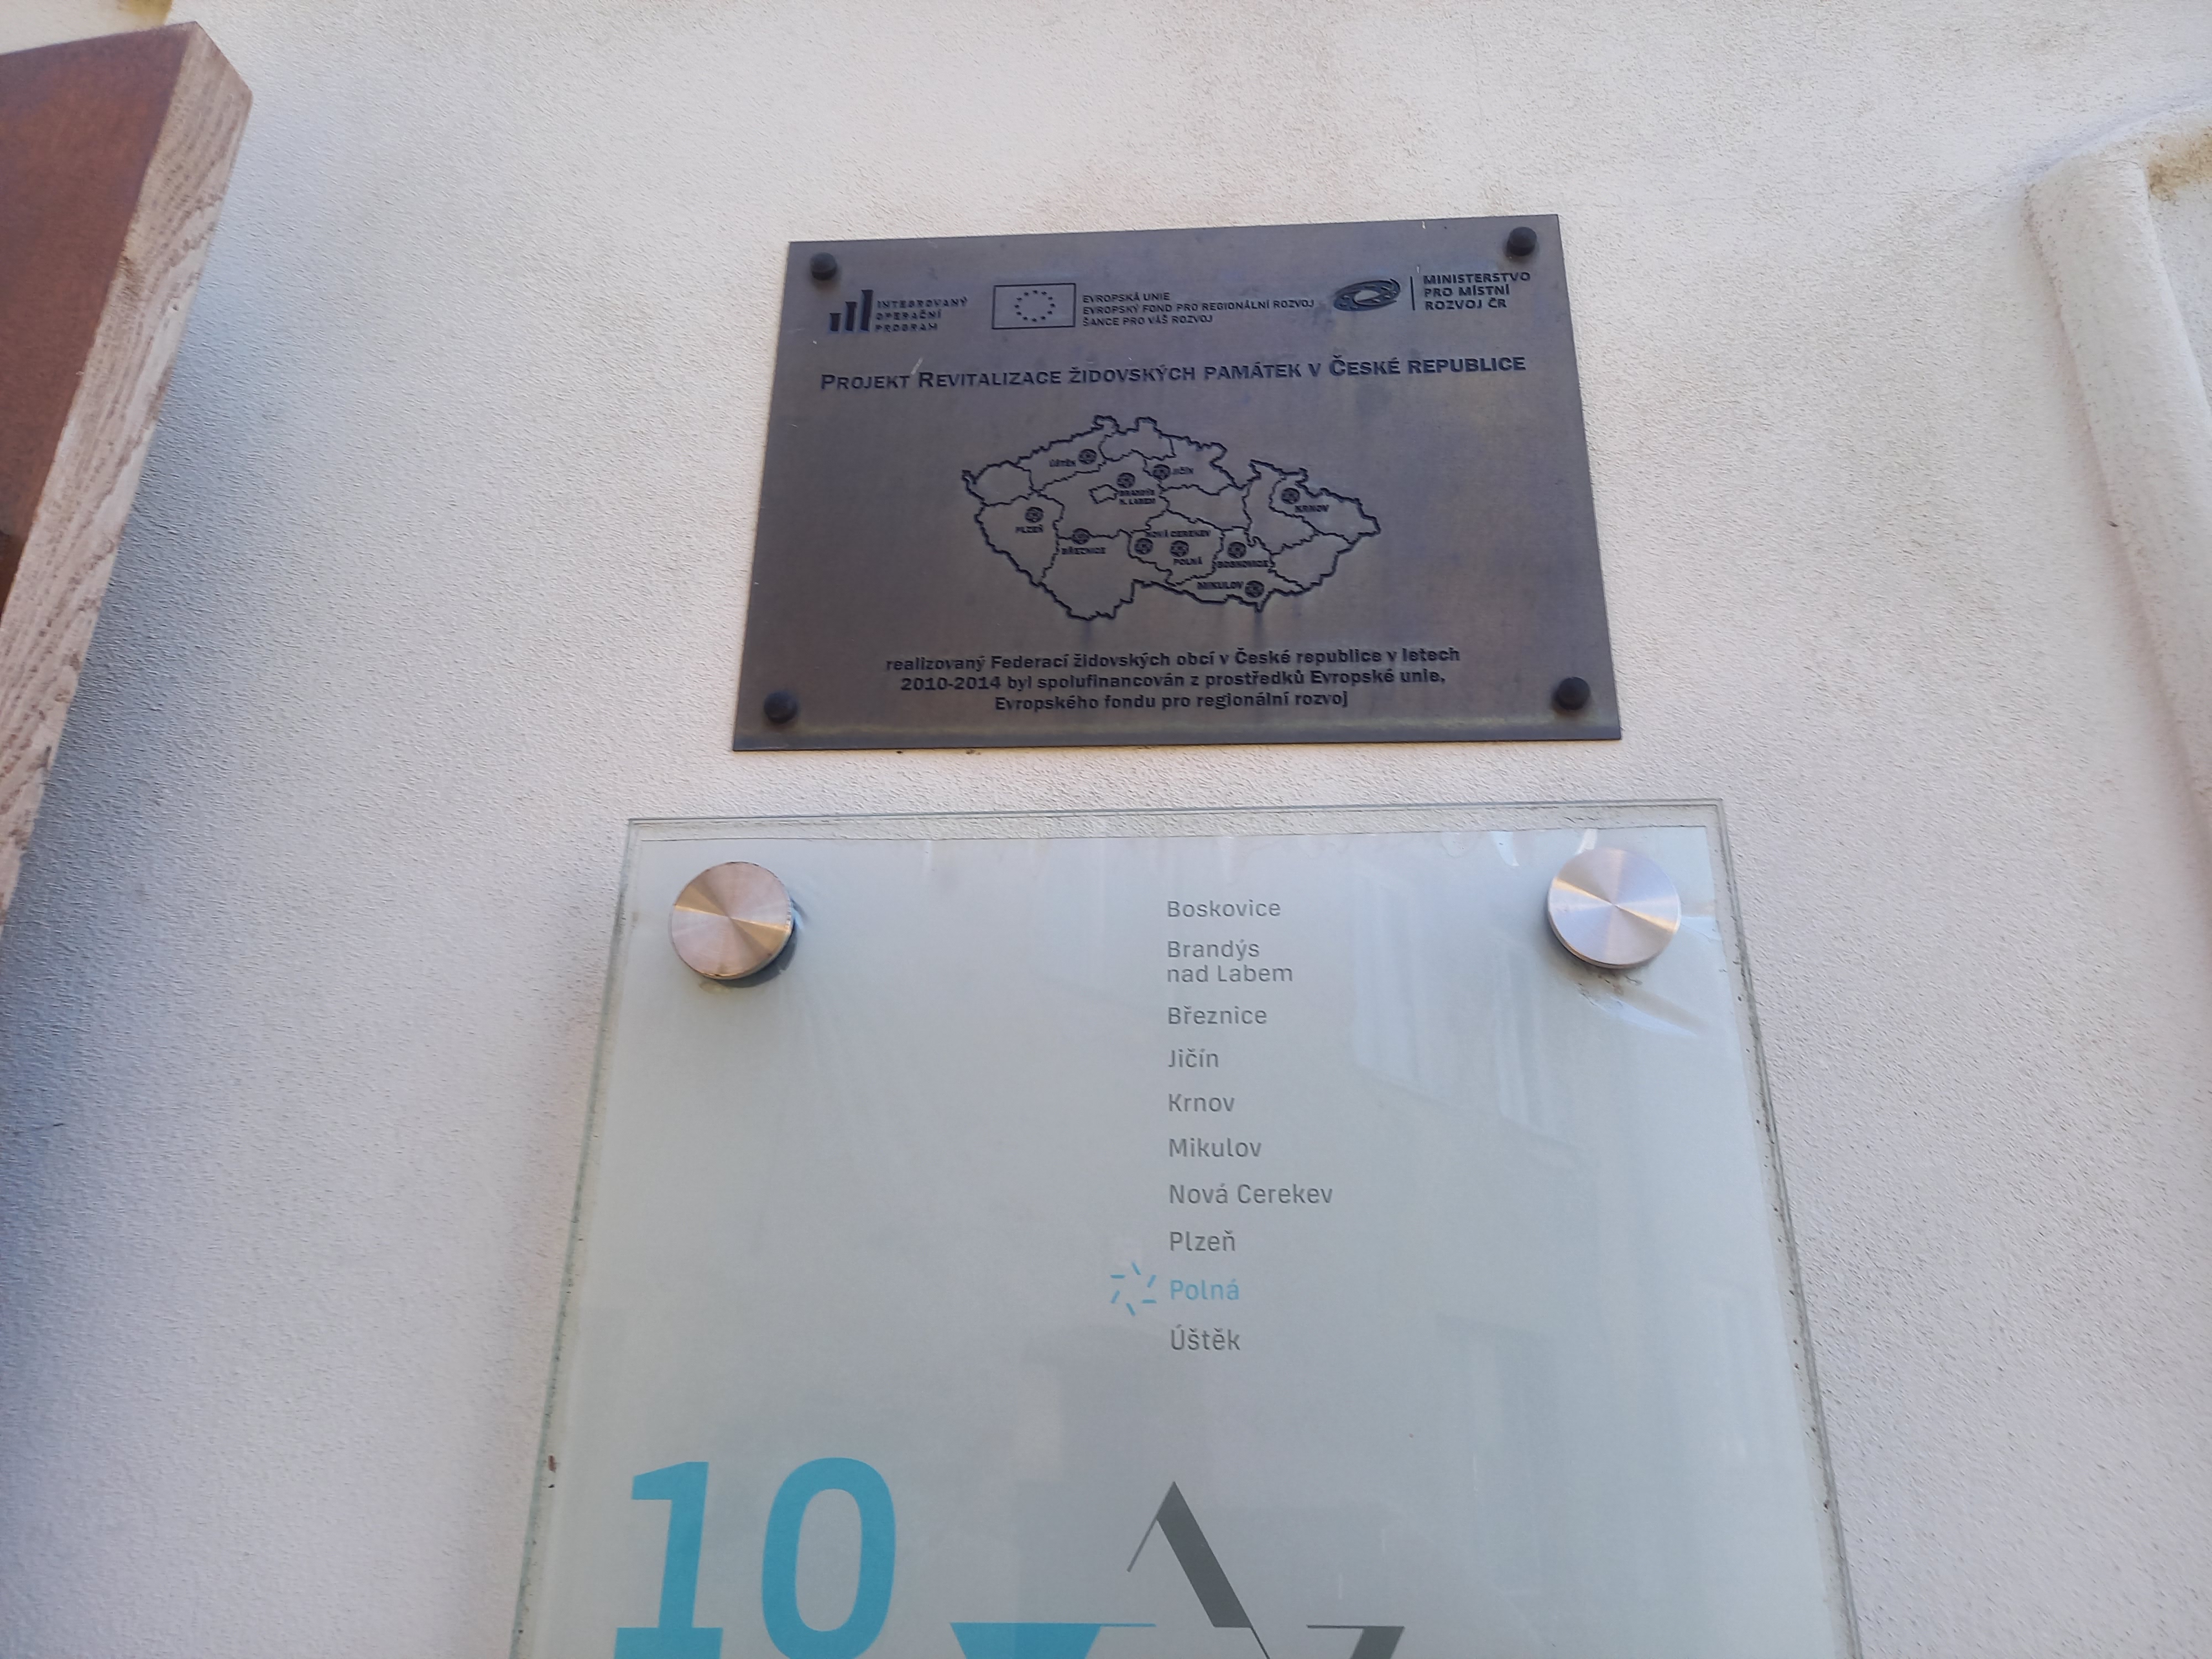 INTEGROVANÝ
OPERAČNÍ
PROGRAM
EVROPSKÁ UNIE
EVROPSKÝ FOND PRO REGIONÁLNÍ ROZVOJ
ŠANCE PRO VÁŠ ROZVOJ
MINISTERSTVO
PRO MÍSTNÍ
ROZVOJ ČR
PROJEKT REVITALIZACE ŽIDOVSKÝCH PAMÁTEK V ČESKÉ REPUBLICE
ÚŠTĚK
JIČÍN
BRANDÝS
N. LABEM
KRNOV
PLZEŇ
NOVÁ CEREKEV
BŘEZNICE
POLNÁ
BOSKOVICE
MIKULOV
realizovaný Federací židovských obcí v České republice v letech
2010-2014 byl spolufinancován z prostředků Evropské unie,
Evropského fondu pro regionální rozvoj
Boskovice
Brandýs
nad Labem
Březnice
Jičín
Krnov
Mikulov
Nová Cerekev
Plzeň
Polná
Úštěk
10